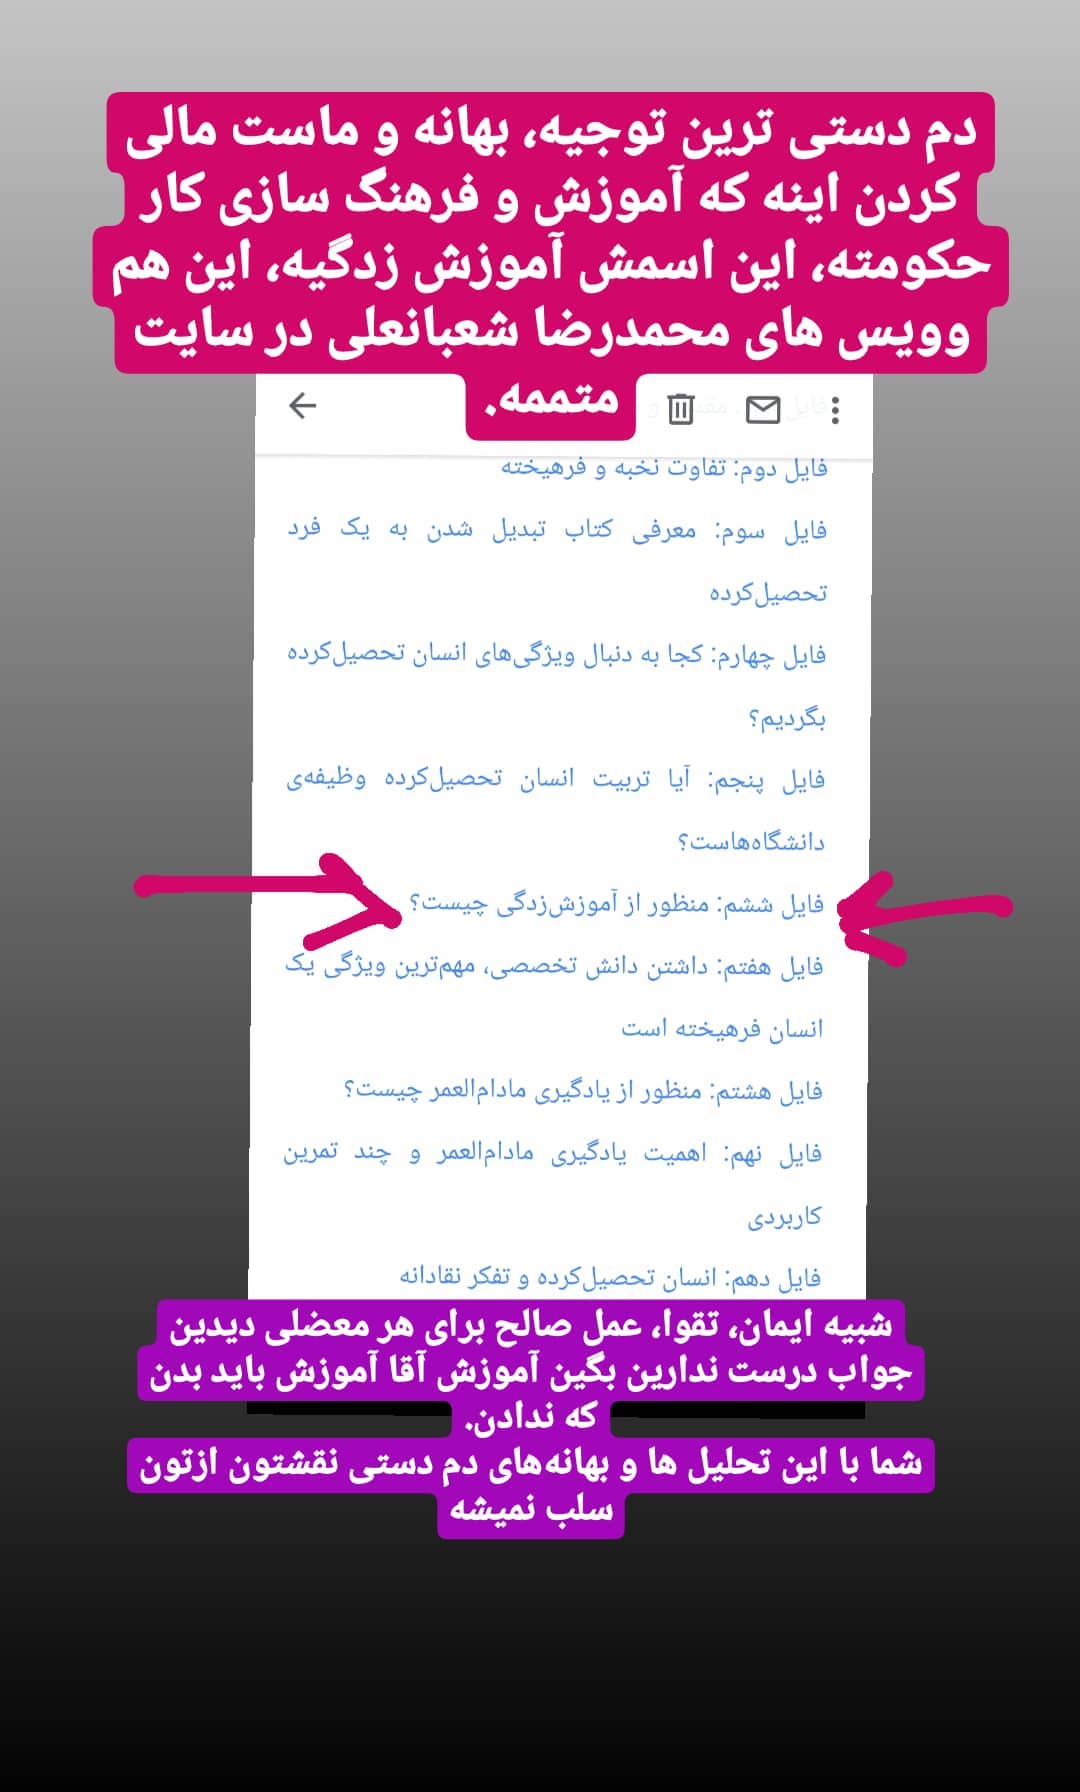 دم دستی ترین توجیه، بهانه و ماست مالی
کردن اینه که آموزش و فرهنگ سازی کار
حکومته، این اسمش آموزش زدگیه، این هم
وویس های محمدرضا شعبانعلی در سایت
متممه.
فایل دوم: تفاوت نخبه و فرهیخته
فایل سوم: معرفی کتاب تبدیل شدن به یک فرد
تحصیل‌کرده
فایل چهارم: کجا به دنبال ویژگی‌های انسان تحصیل‌کرده
بگردیم؟
فایل پنجم: آیا تربیت انسان تحصیل‌کرده وظیفه‌ی
دانشگاه‌هاست؟
فایل ششم: منظور از آموزش‌زدگی چیست؟
فایل هفتم: داشتن دانش تخصصی، مهم‌ترین ویژگی یک
انسان فرهیخته است
فایل هشتم: منظور از یادگیری مادام‌العمر چیست؟
فایل نهم: اهمیت یادگیری مادام‌العمر و چند تمرین
کاربردی
فایل دهم: انسان تحصیل‌کرده و تفکر نقادانه
شبیه ایمان، تقوا، عمل صالح برای هر معضلی دیدین
جواب درست ندارین بگین آموزش آقا آموزش باید بدن
که ندادن.
شما با این تحلیل ها و بهانه‌های دم دستی نقشتون ازتون
سلب نمیشه